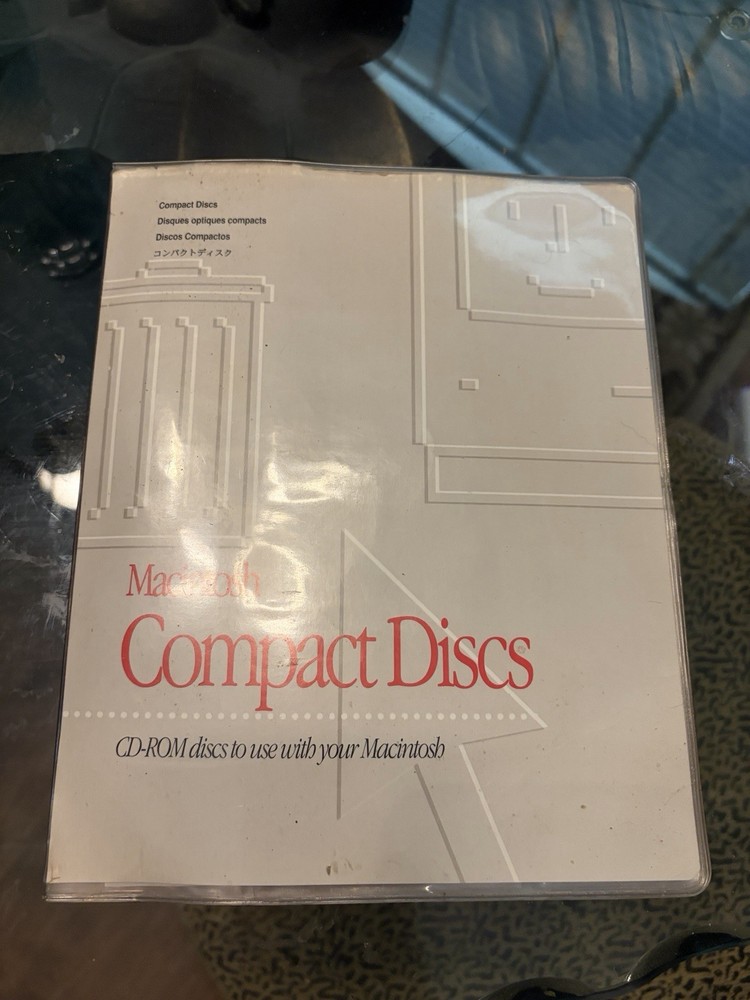 Compact Discs
Disques optiques compacts
Discos Compactos
コンパクトディスク
Macintosh
Compact Discs
CD-ROM discs to use with your Macintosh